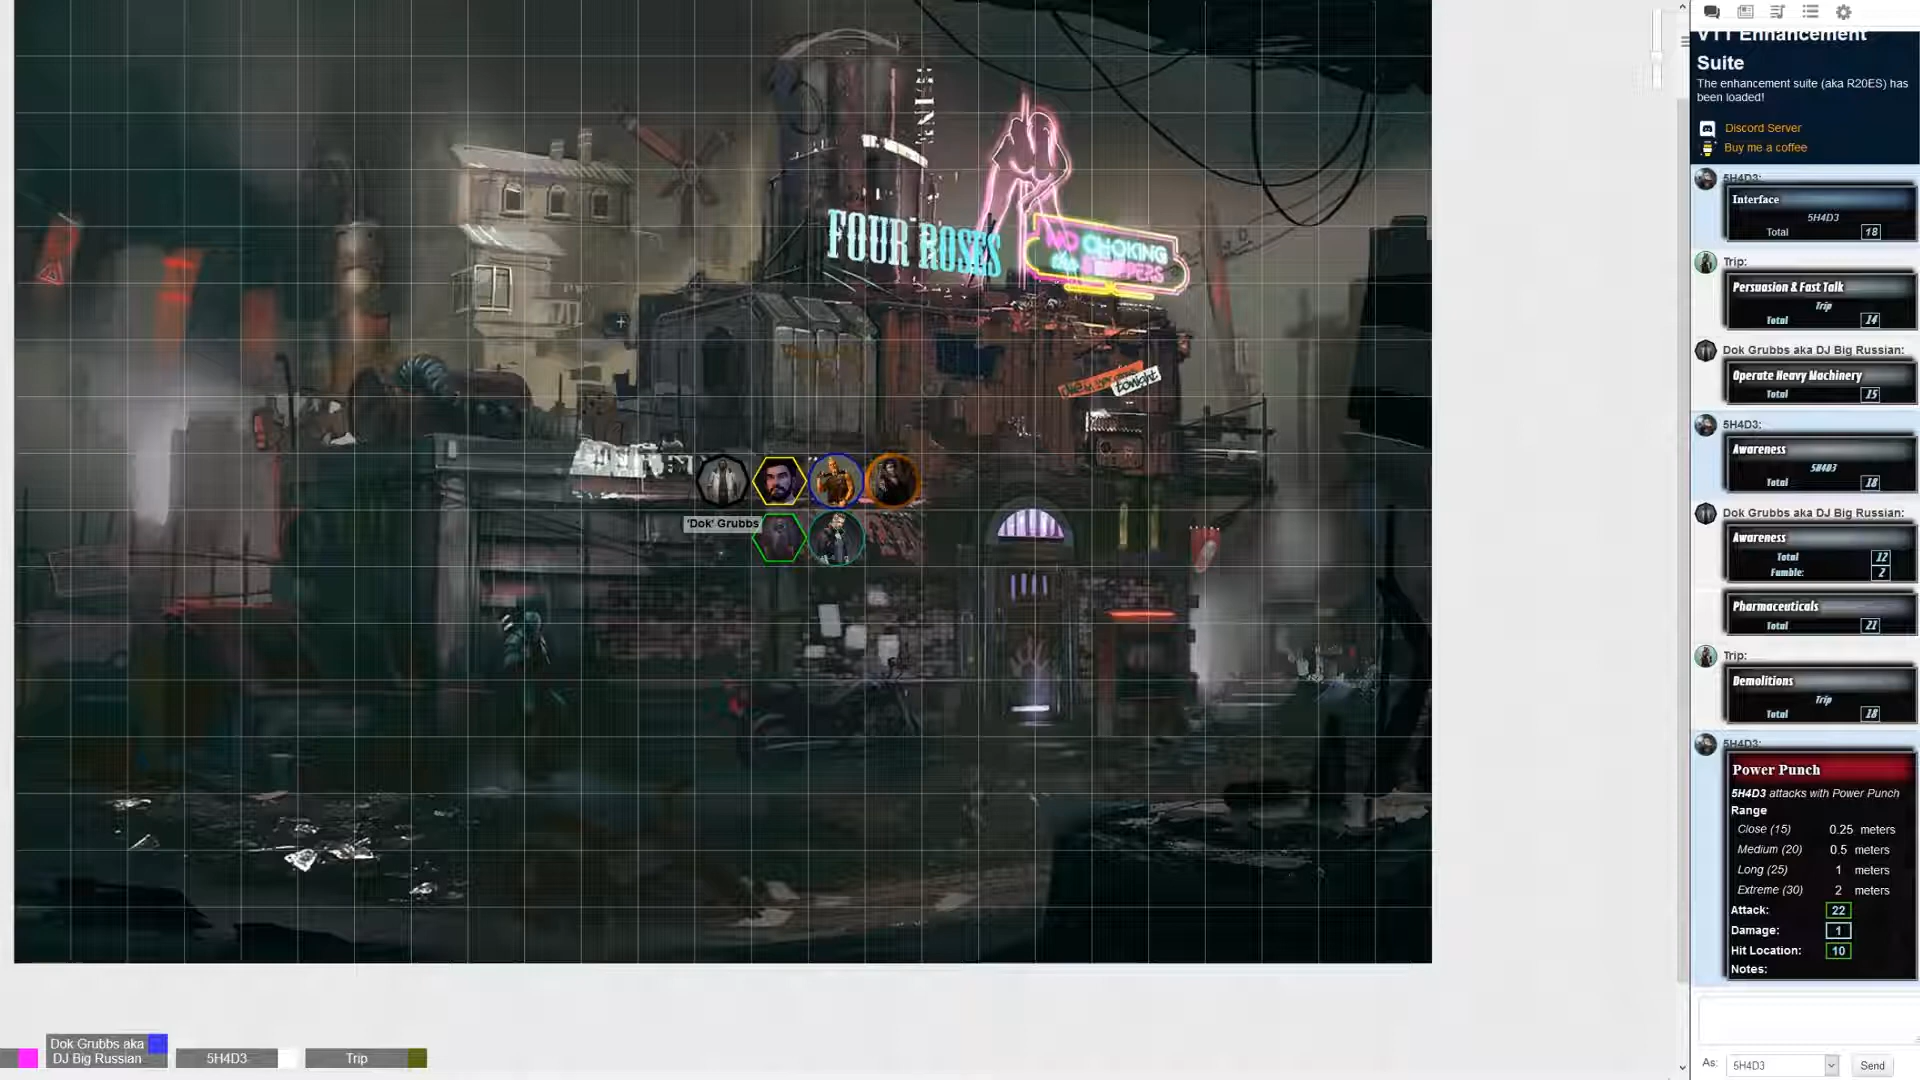 FOUR ROSES
NO CHOKING
tonight
'Dok' Grubbs
VTT Enhancement
Suite
The enhancement suite (aka R20ES) has
been loaded!
Discord Server
Buy me a coffee
5H4D3:
Interface
5H4D3
Total 18
Trip:
Persuasion & Fast Talk
Trip
Total 14
Dok Grubbs aka DJ Big Russian:
Operate Heavy Machinery
Total 15
5H4D3:
Awareness
5H4D3
Total 18
Dok Grubbs aka DJ Big Russian:
Awareness
Total 12
Fumble: 2
Pharmaceuticals
Total 21
Trip:
Demolitions
Trip
Total 18
5H4D3:
Power Punch
5H4D3 attacks with Power Punch
Range
Close (15) 0.25 meters
Medium (20) 0.5 meters
Long (25) 1 meters
Extreme (30) 2 meters
Attack: 22
Damage: 1
Hit Location: 10
Notes:
As: 5H4D3 Send
Dok Grubbs aka
DJ Big Russian
5H4D3
Trip